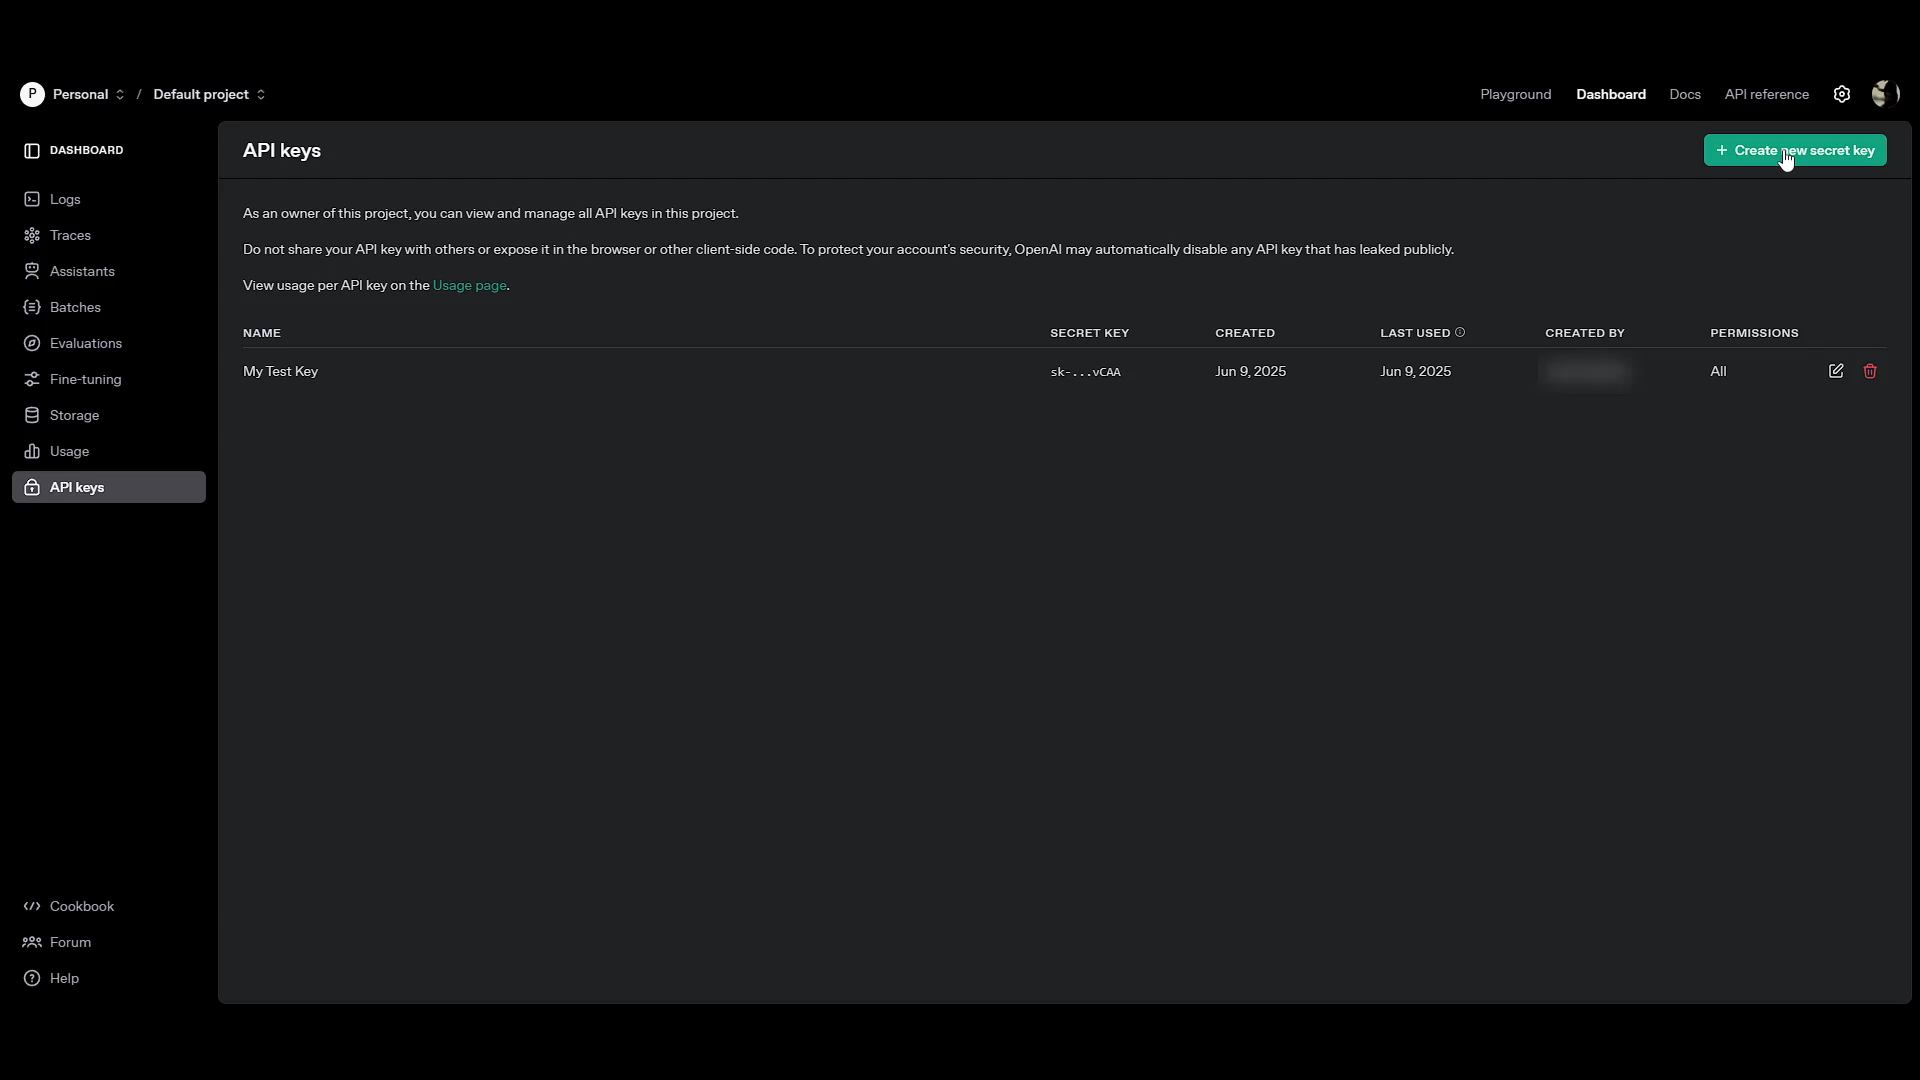 P Personal / Default project
Playground Dashboard Docs API reference
DASHBOARD
Logs
Traces
Assistants
Batches
Evaluations
Fine-tuning
Storage
Usage
API keys
Cookbook
Forum
Help
API keys
+ Create new secret key
As an owner of this project, you can view and manage all API keys in this project.
Do not share your API key with others or expose it in the browser or other client-side code. To protect your account's security, OpenAI may automatically disable any API key that has leaked publicly.
View usage per API key on the Usage page.
NAME SECRET KEY CREATED LAST USED CREATED BY PERMISSIONS
My Test Key sk-...vCAA Jun 9, 2025 Jun 9, 2025 All